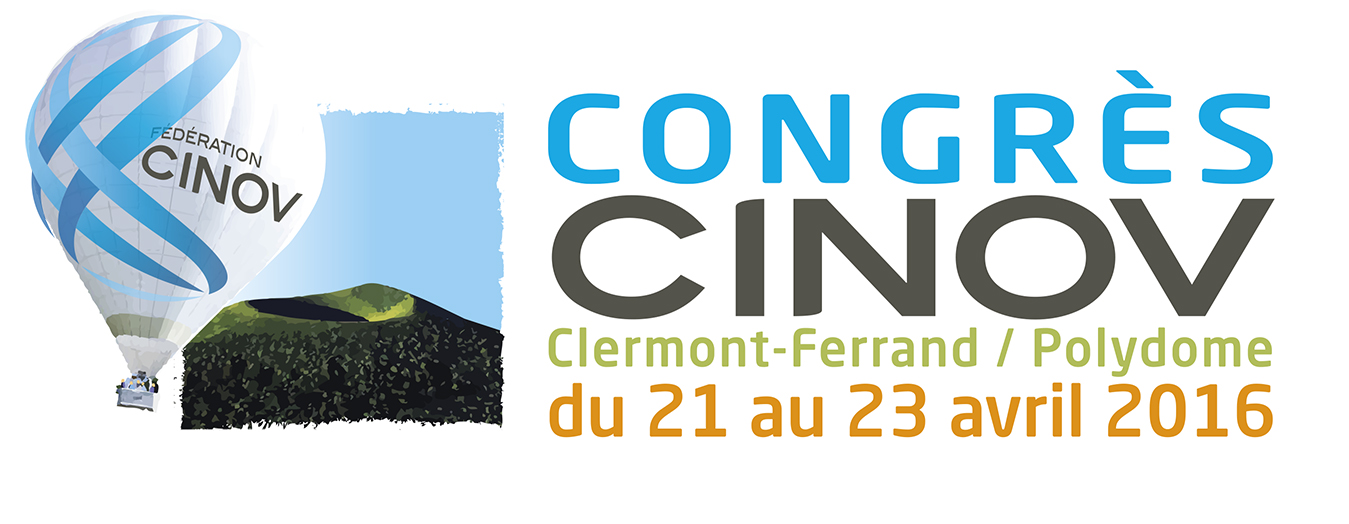 FÉDÉRATION
CINOV
CONGRÈS
CINOV
Clermont-Ferrand / Polydome
du 21 au 23 avril 2016